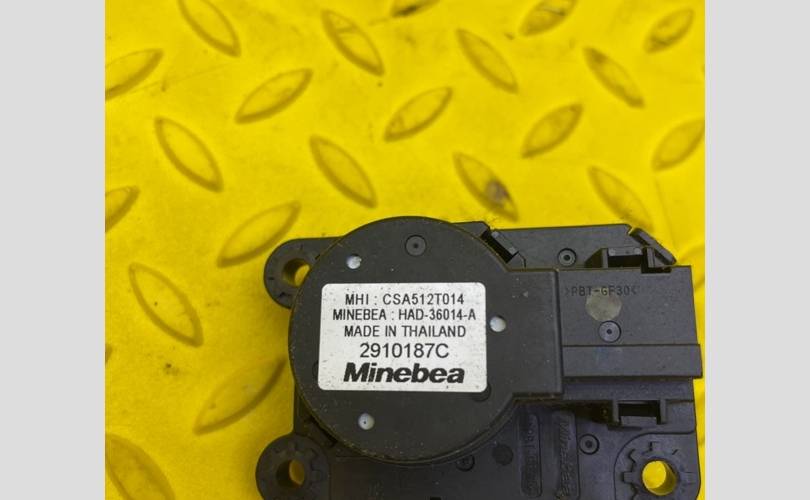 MHI : CSA512T014
MINEBEA : HAD-36014-A
MADE IN THAILAND
2910187C
Minebea
>PBT-GF30<